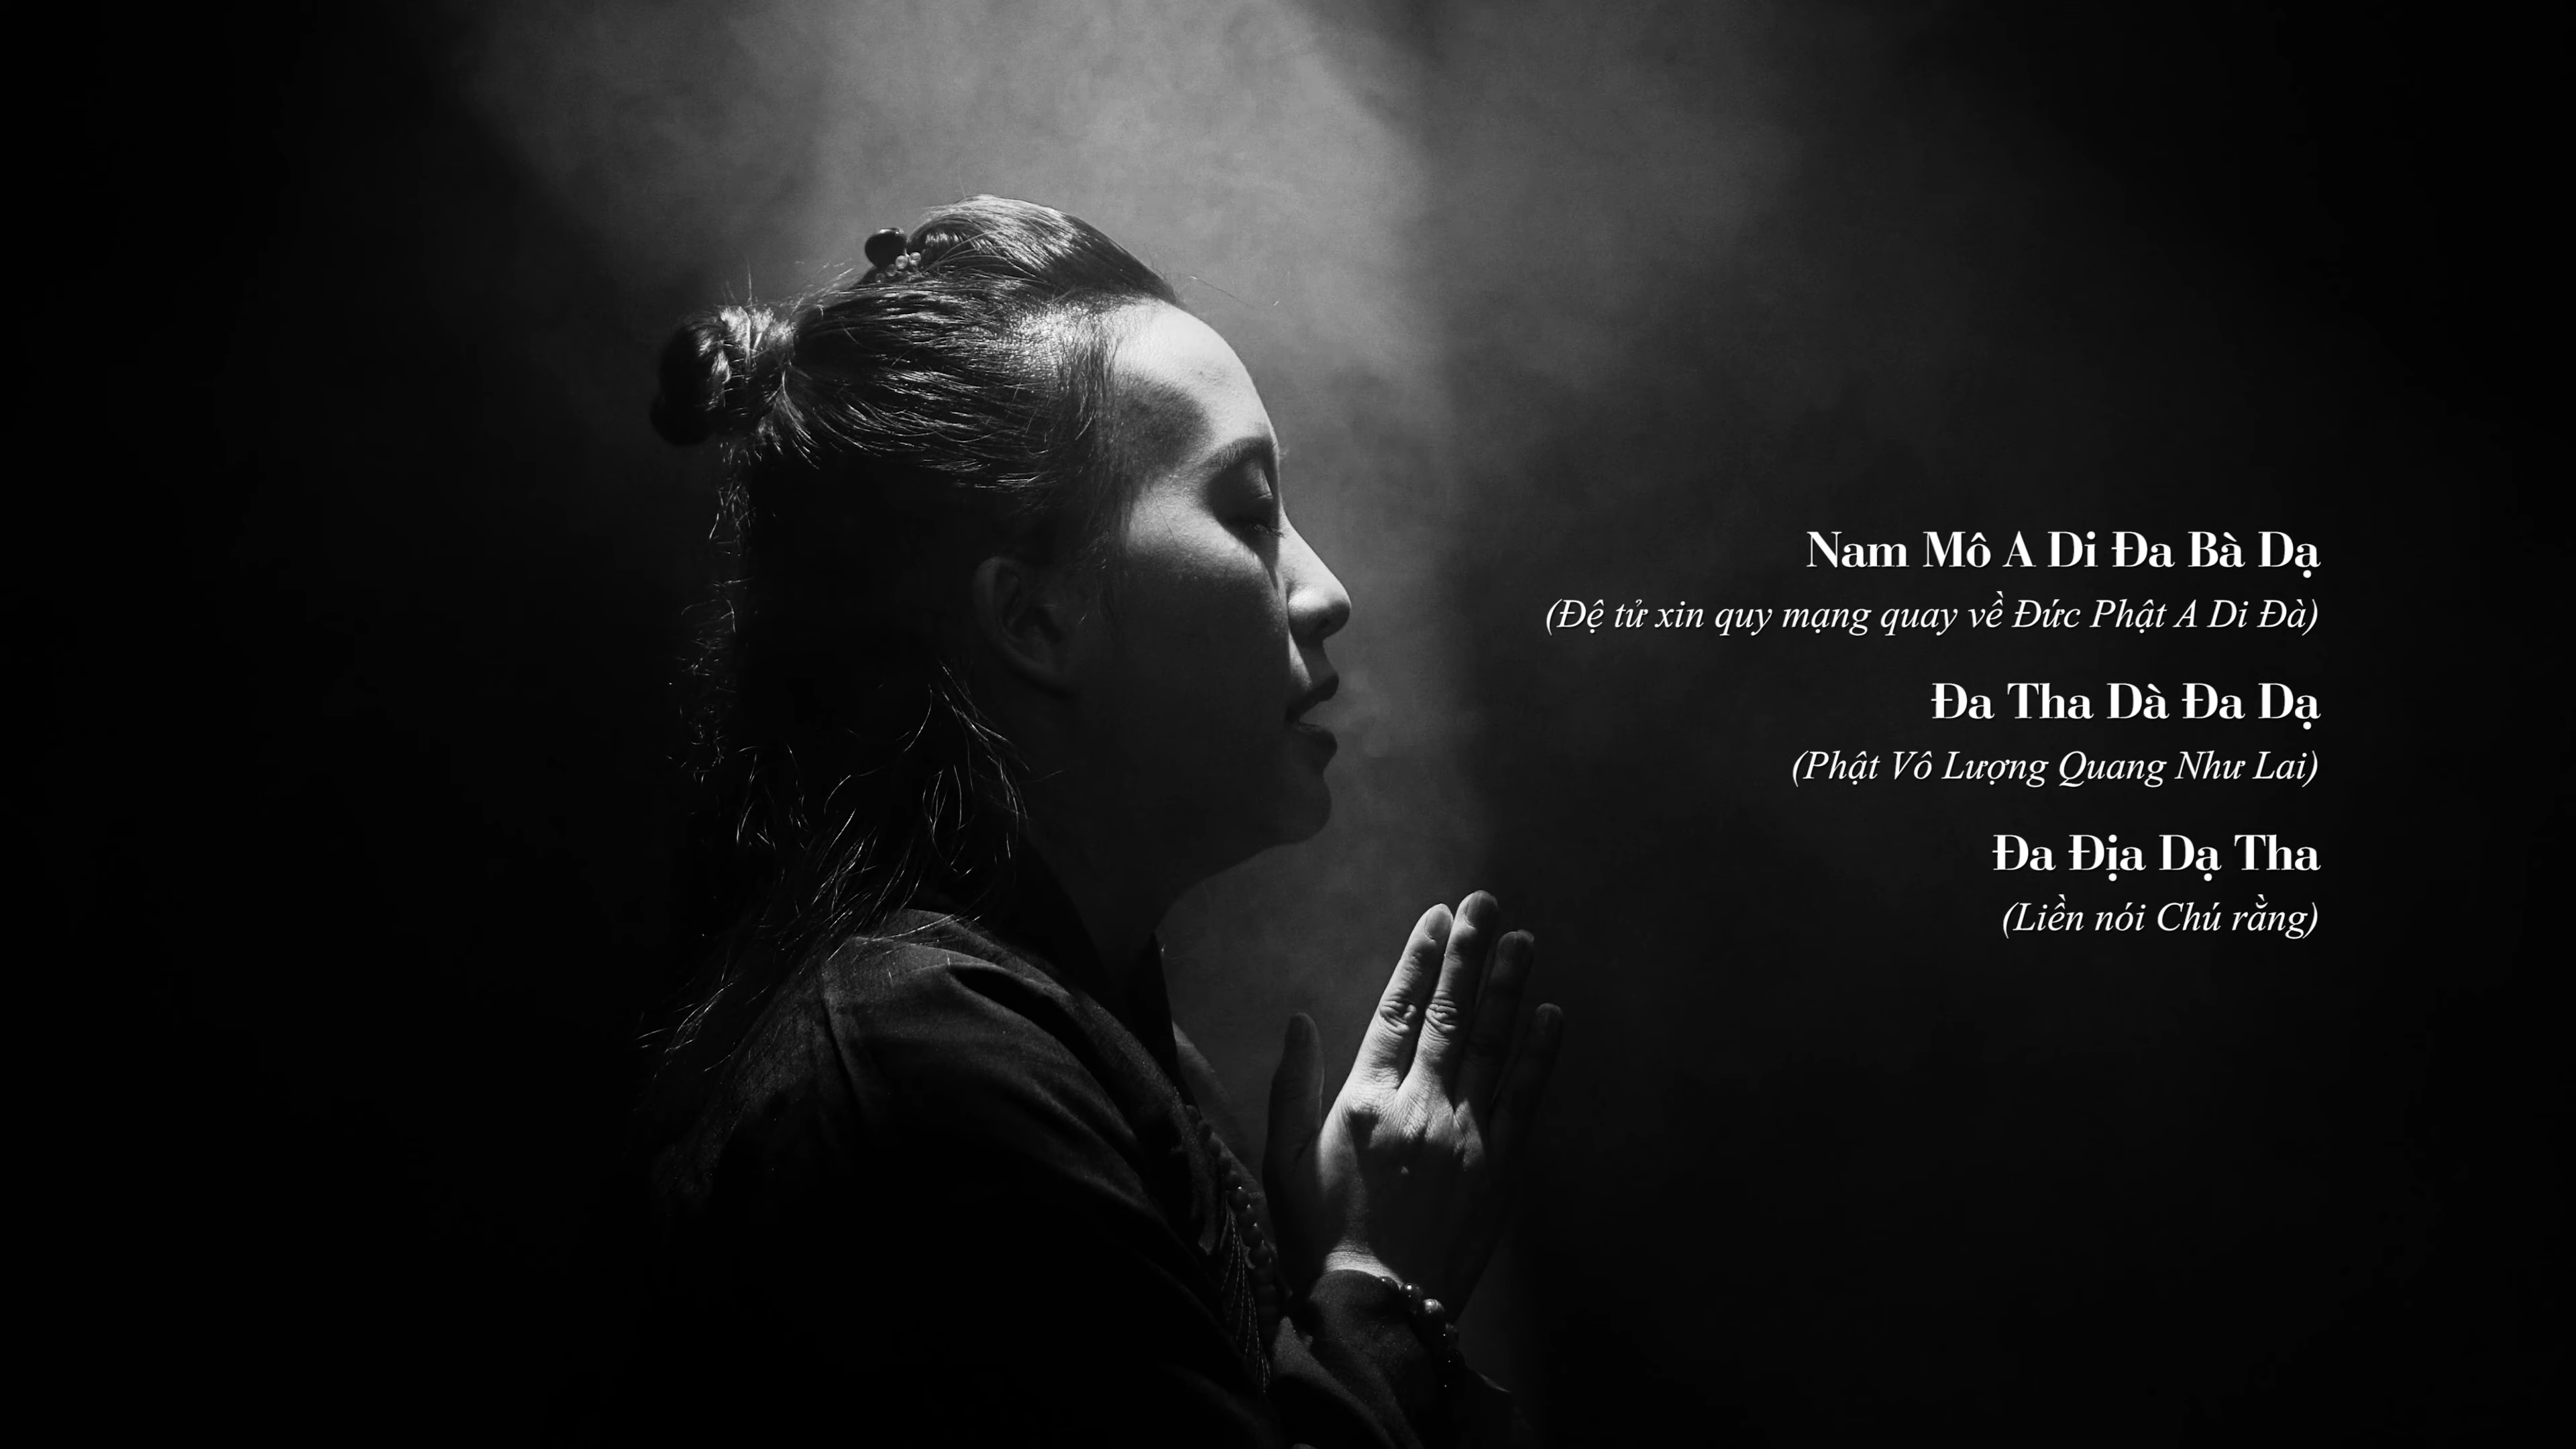 Nam Mô A Di Đa Bà Dạ
(Đệ tử xin quy mạng quay về Đức Phật A Di Đà)
Đa Tha Dà Đa Dạ
(Phật Vô Lượng Quang Như Lai)
Đa Địa Dạ Tha
(Liền nói Chú rằng)